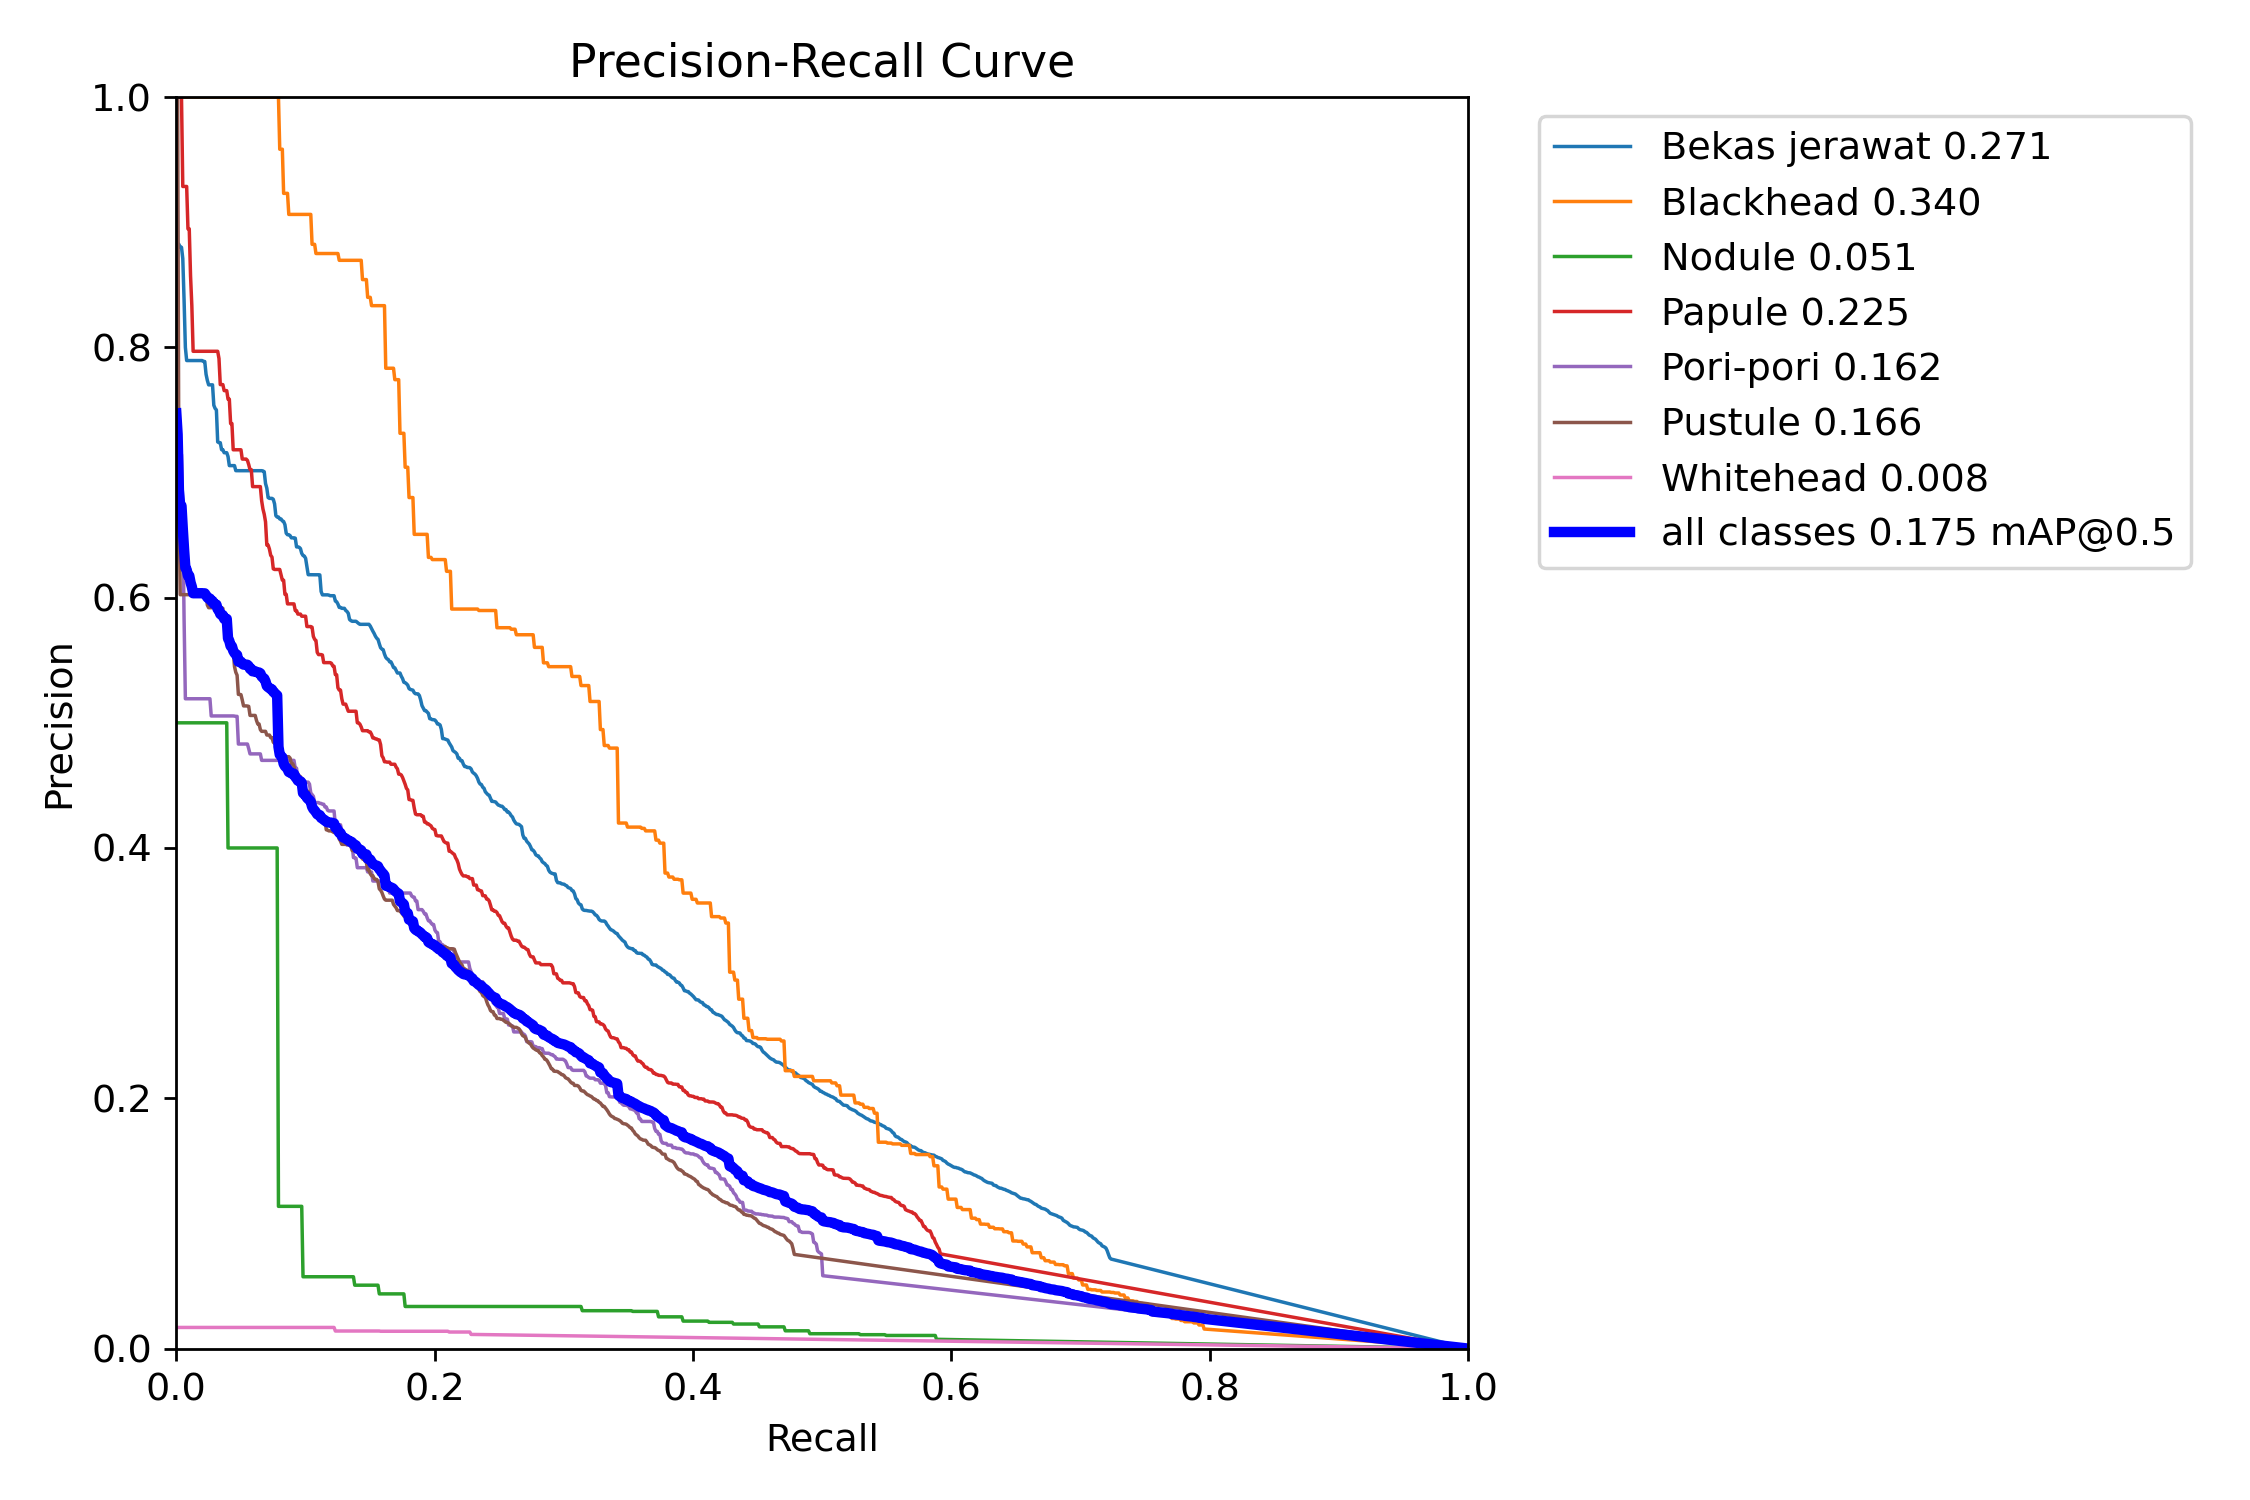 Precision-Recall Curve
1.0
0.8
0.6
0.4
0.2
0.0
Precision
0.0 0.2 0.4 0.6 0.8 1.0
Recall
Bekas jerawat 0.271
Blackhead 0.340
Nodule 0.051
Papule 0.225
Pori-pori 0.162
Pustule 0.166
Whitehead 0.008
all classes 0.175 mAP@0.5